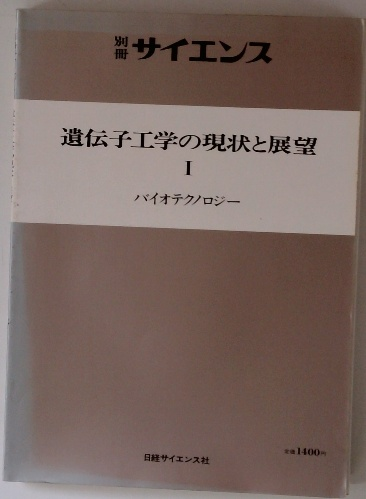 別冊 サイエンス
遺伝子工学の現状と展望
I
バイオテクノロジー
定価1400円
日経サイエンス社